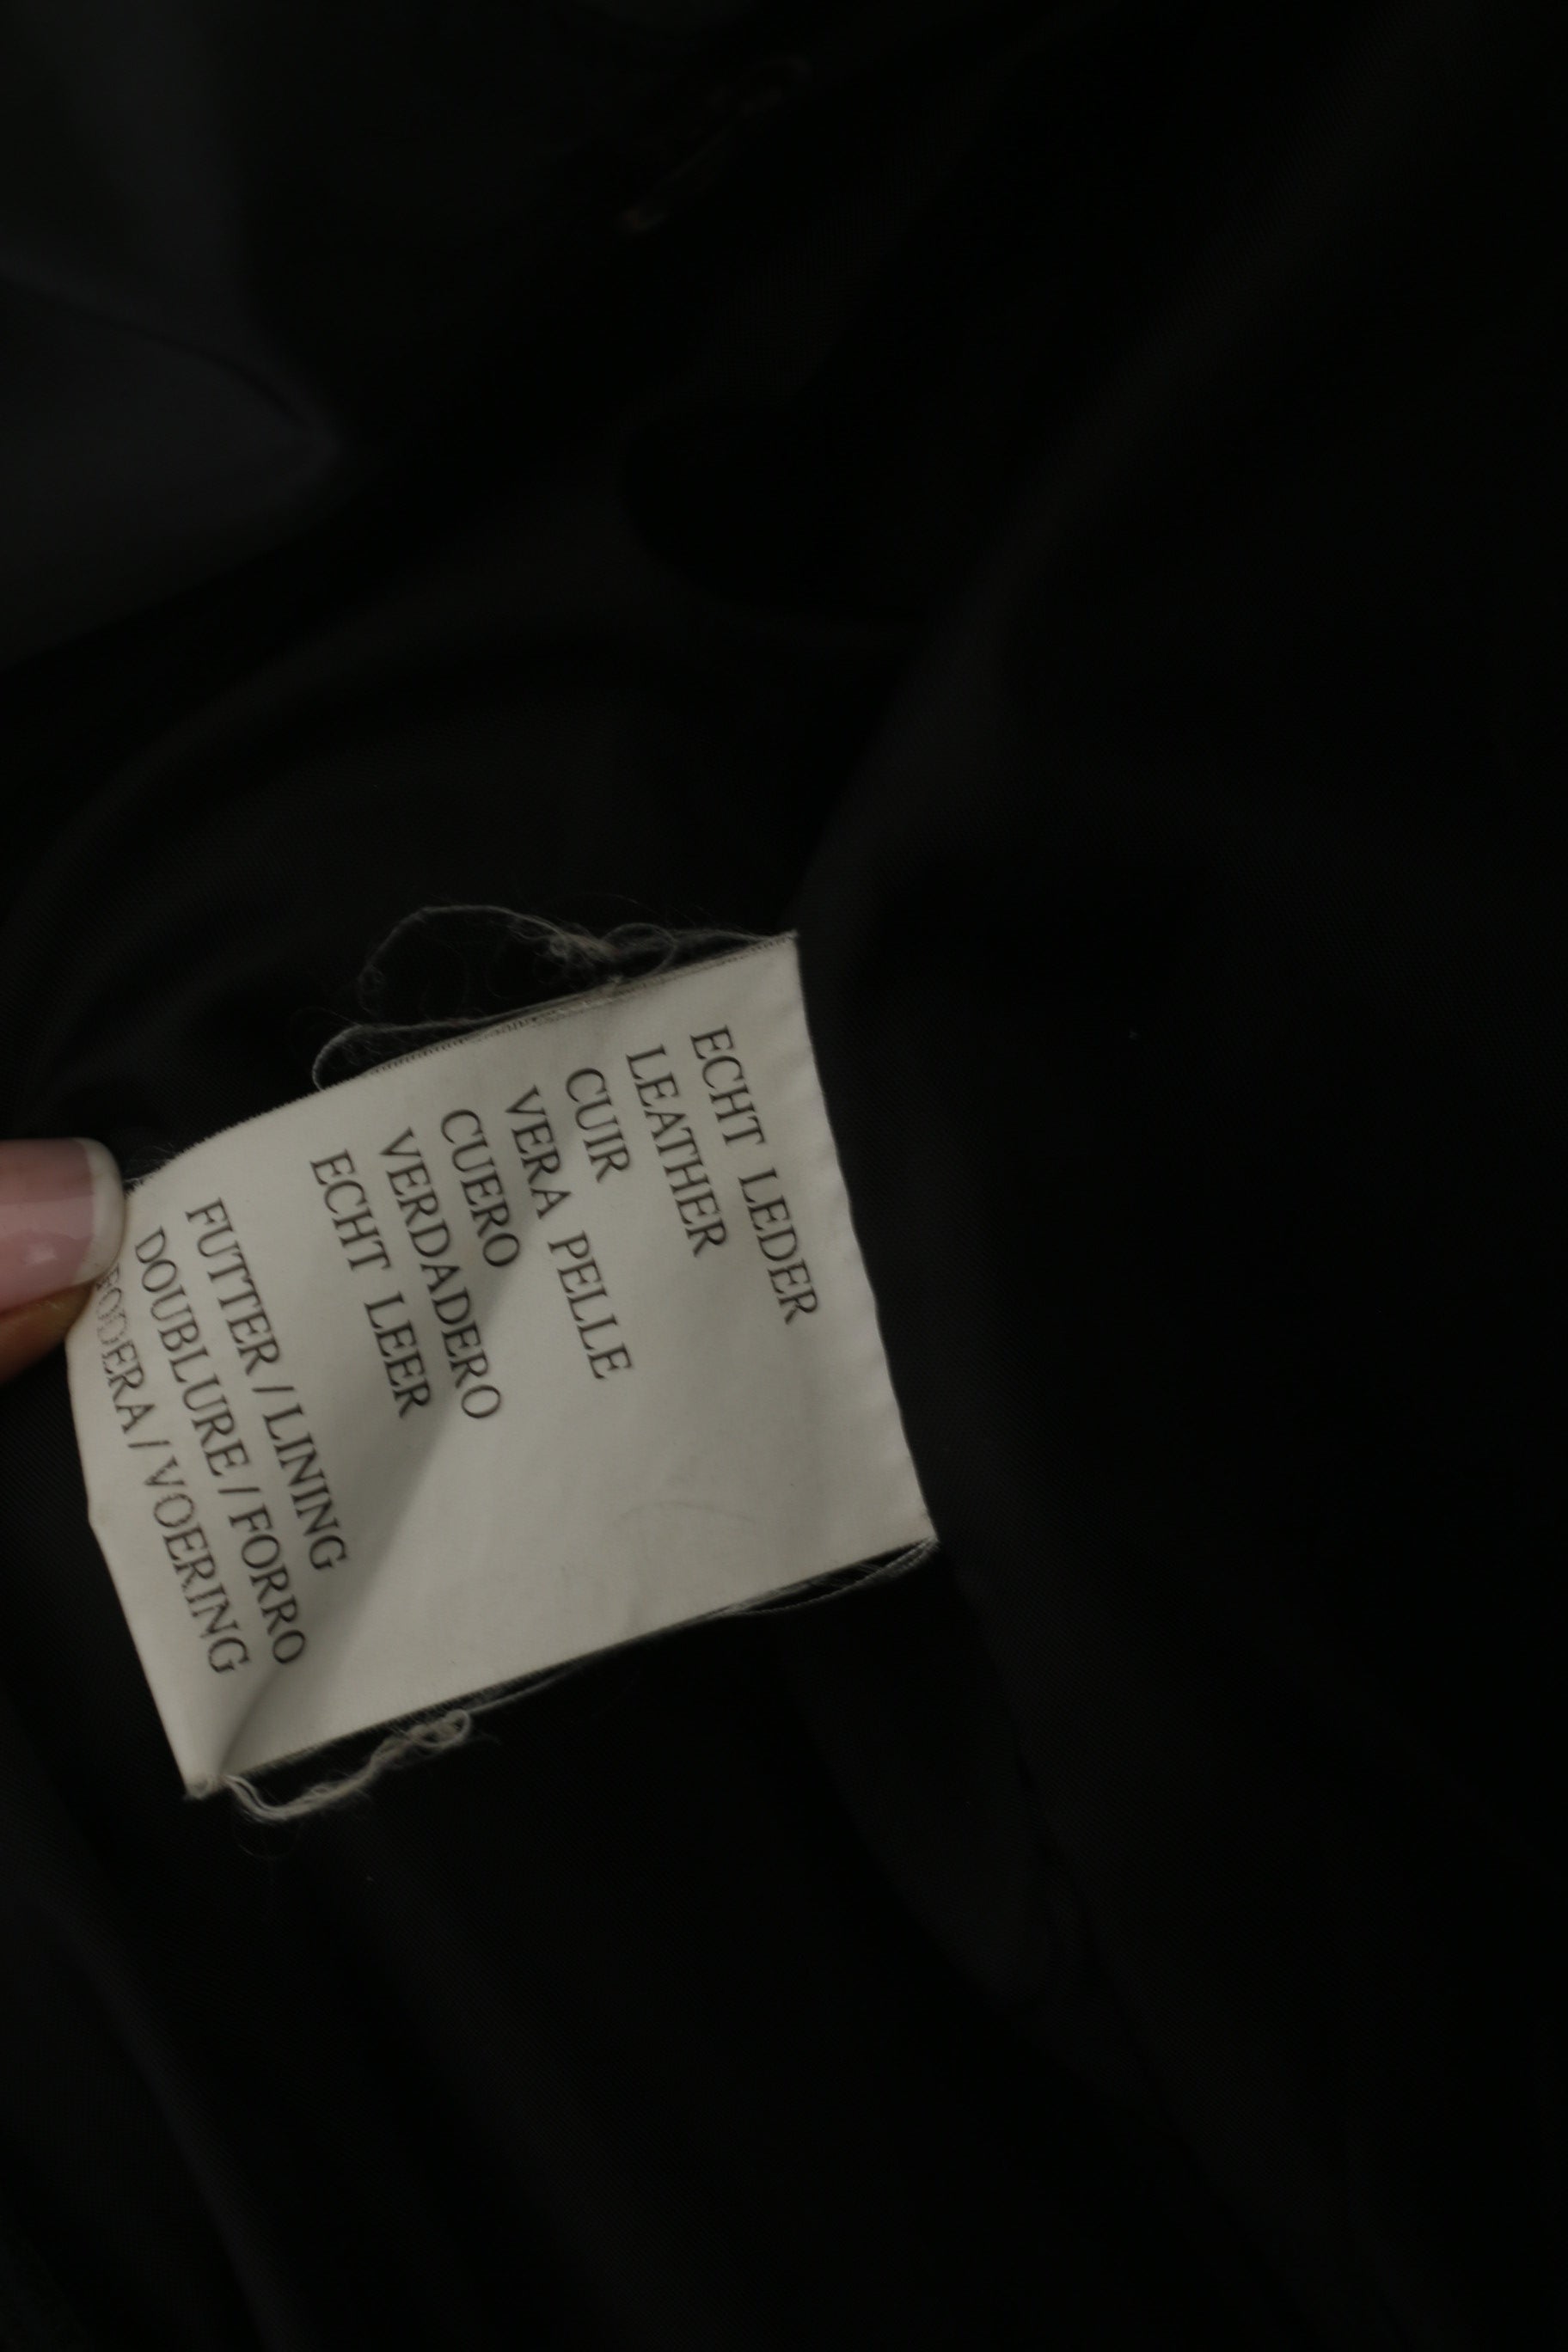 ECHT LEDER
LEATHER
CUIR
VERA PELLE
CUERO
VERDADERO
ECHT LEER
FUTTER / LINING
DOUBLURE / FORRO
FODERA / VOERING